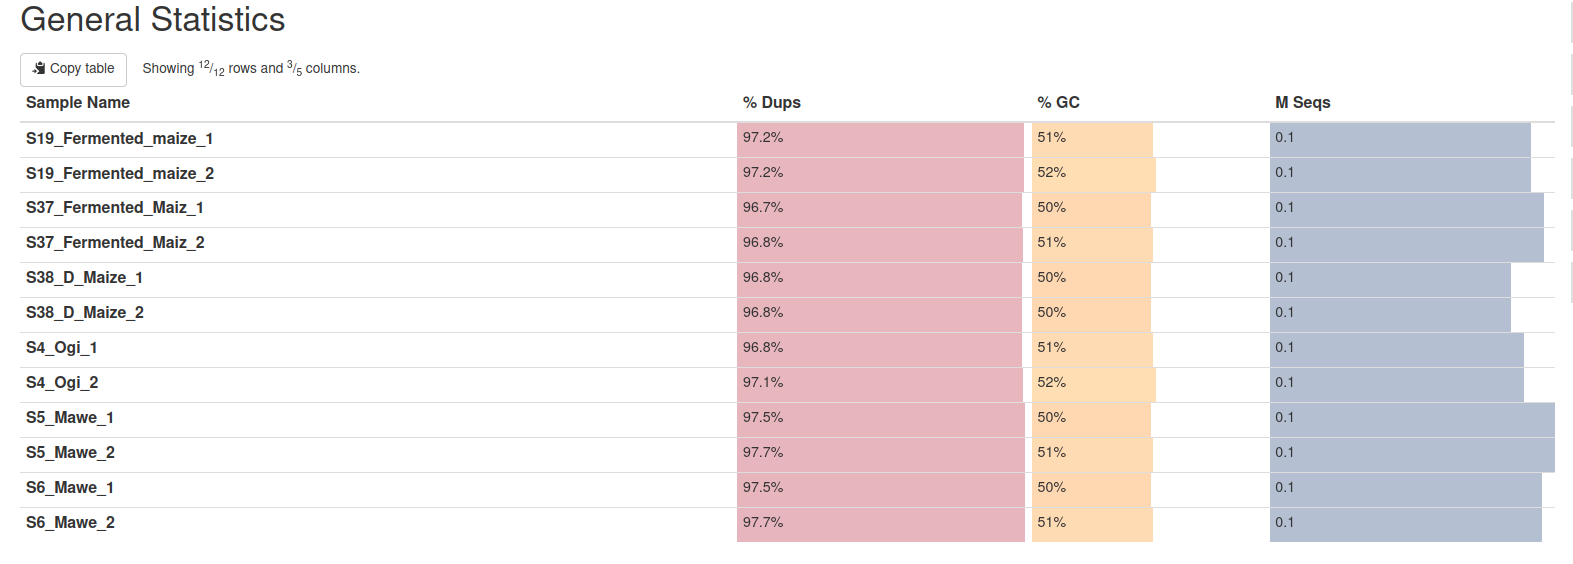 General Statistics
Copy table Showing 12/12 rows and 3/5 columns.
Sample Name % Dups % GC M Seqs
S19_Fermented_maize_1 97.2% 51% 0.1
S19_Fermented_maize_2 97.2% 52% 0.1
S37_Fermented_Maiz_1 96.7% 50% 0.1
S37_Fermented_Maiz_2 96.8% 51% 0.1
S38_D_Maize_1 96.8% 50% 0.1
S38_D_Maize_2 96.8% 50% 0.1
S4_Ogi_1 96.8% 51% 0.1
S4_Ogi_2 97.1% 52% 0.1
S5_Mawe_1 97.5% 50% 0.1
S5_Mawe_2 97.7% 51% 0.1
S6_Mawe_1 97.5% 50% 0.1
S6_Mawe_2 97.7% 51% 0.1